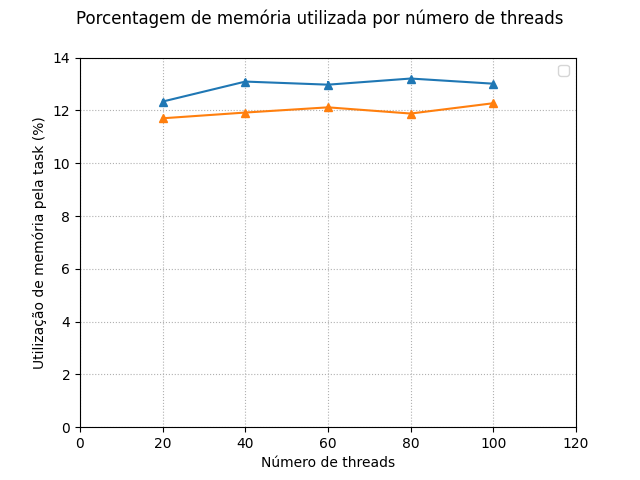 Porcentagem de memória utilizada por número de threads
14
12
10
8
6
4
2
0
Utilização de memória pela task (%)
0 20 40 60 80 100 120
Número de threads